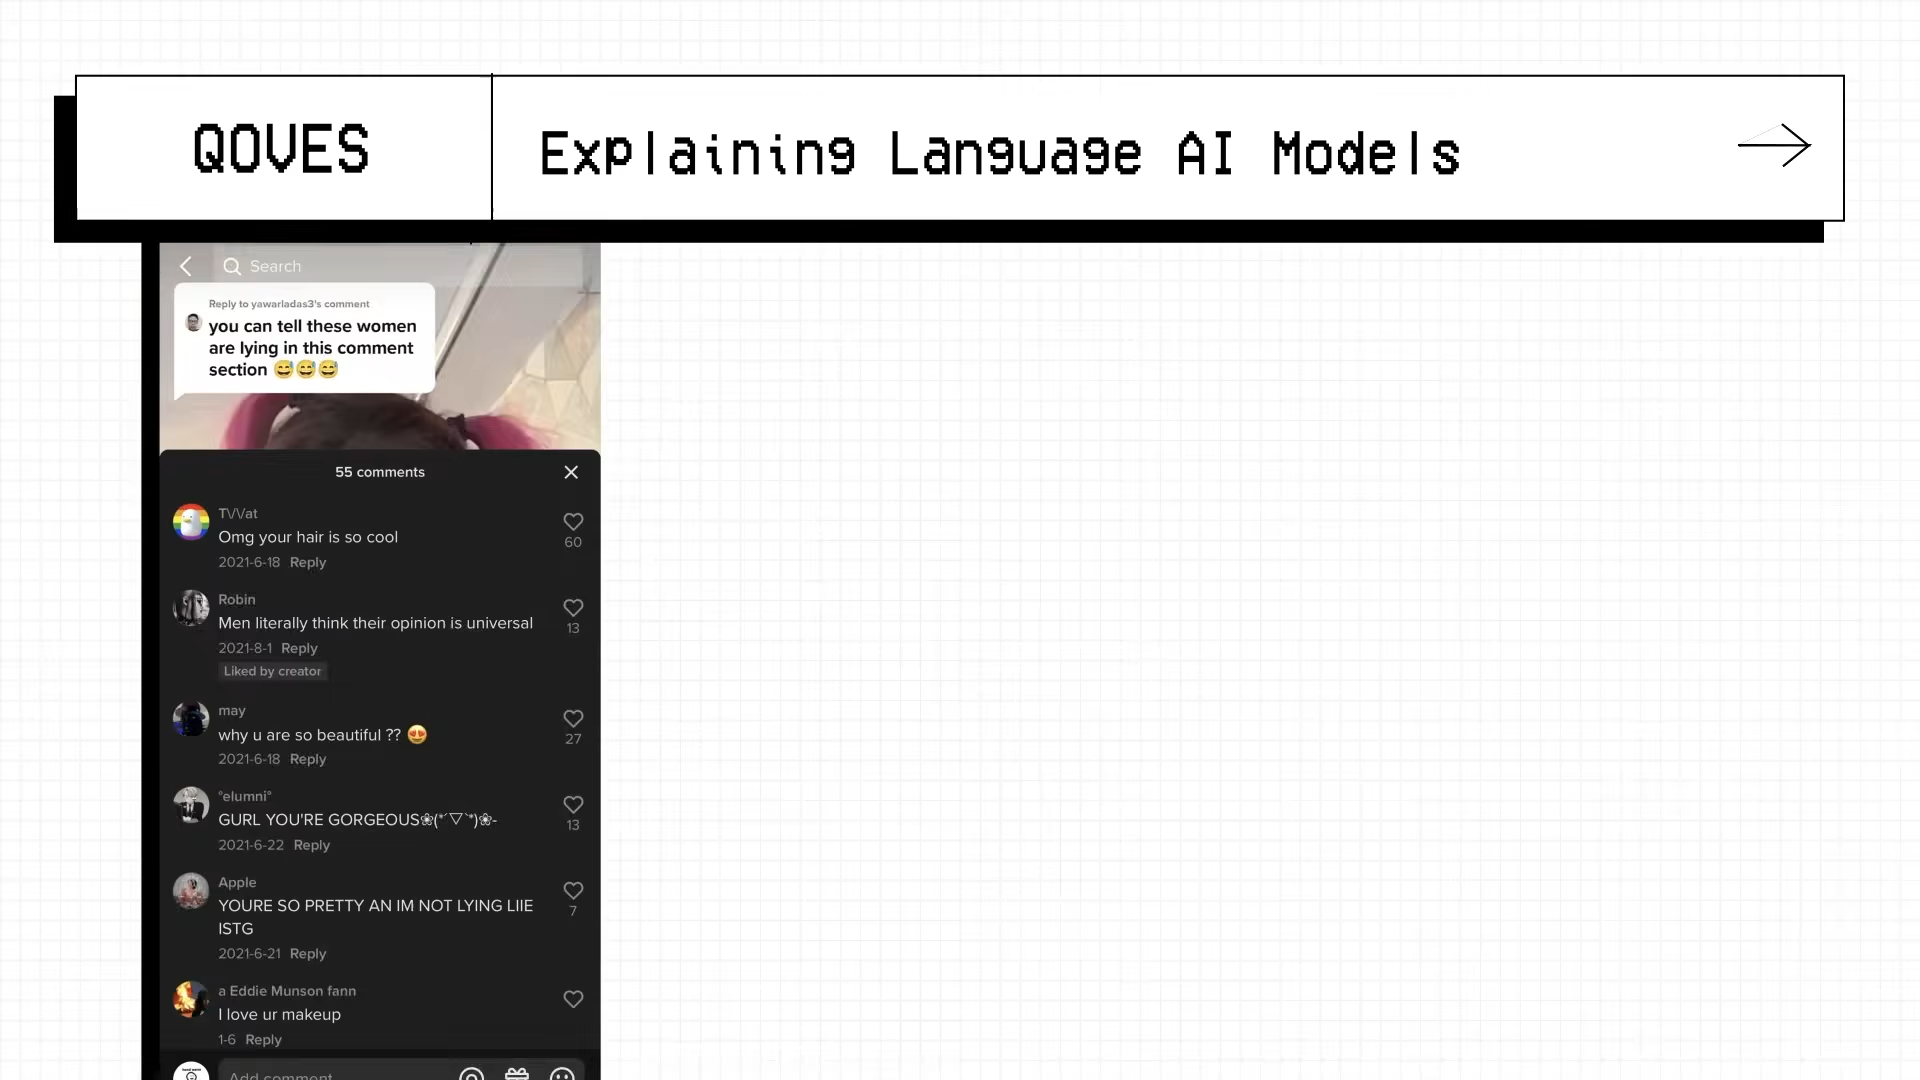 QOVES
Explaining Language AI Models
Search
Reply to yawarladas3's comment
you can tell these women
are lying in this comment
section 😅😅😅
55 comments
T\/\/at
Omg your hair is so cool
60
2021-6-18 Reply
Robin
Men literally think their opinion is universal
13
2021-8-1 Reply
Liked by creator
may
why u are so beautiful ?? 😍
27
2021-6-18 Reply
°elumni°
GURL YOU'RE GORGEOUS❀(*´▽`*)❀-
13
2021-6-22 Reply
Apple
YOURE SO PRETTY AN IM NOT LYING LIIE
ISTG
7
2021-6-21 Reply
a Eddie Munson fann
I love ur makeup
1-6 Reply
Add comment